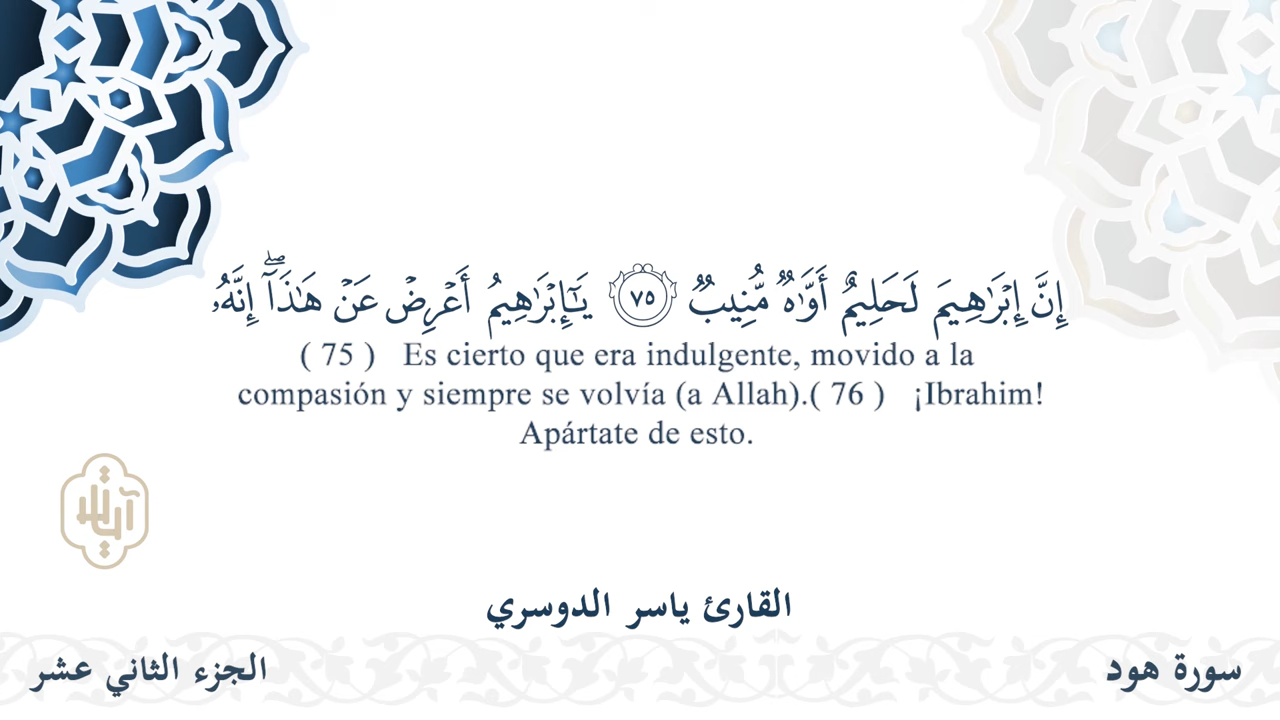 إِنَّ إِبْرَٰهِيمَ لَحَلِيمٌ أَوَّٰهٌ مُّنِيبٌ ٧٥ يَـٰٓإِبْرَٰهِيمُ أَعْرِضْ عَنْ هَـٰذَآ ۖ إِنَّهُۥ
( 75 ) Es cierto que era indulgente, movido a la
compasión y siempre se volvía (a Allah).( 76 ) ¡Ibrahim!
Apártate de esto.
القارئ ياسر الدوسري
سورة هود
الجزء الثاني عشر